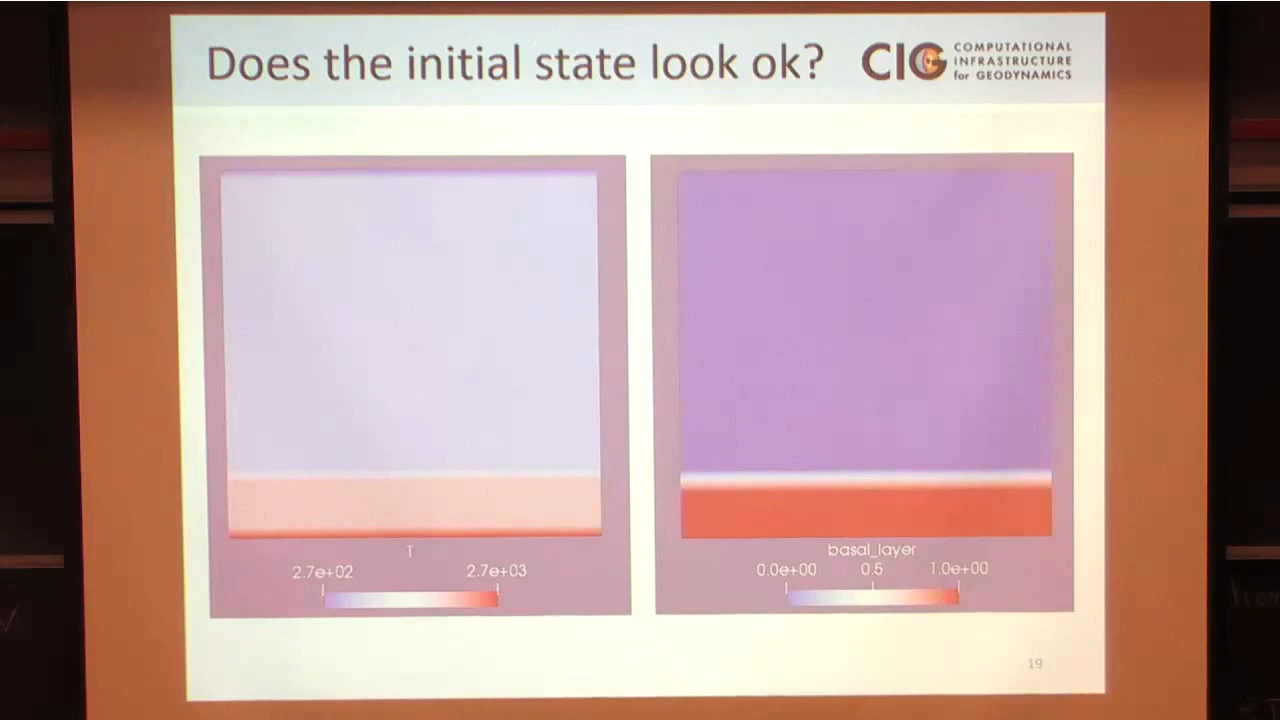 Does the initial state look ok?
CIG
COMPUTATIONAL
INFRASTRUCTURE
for GEODYNAMICS
T
2.7e+02 2.7e+03
basal_layer
0.0e+00 0.5 1.0e+00
19